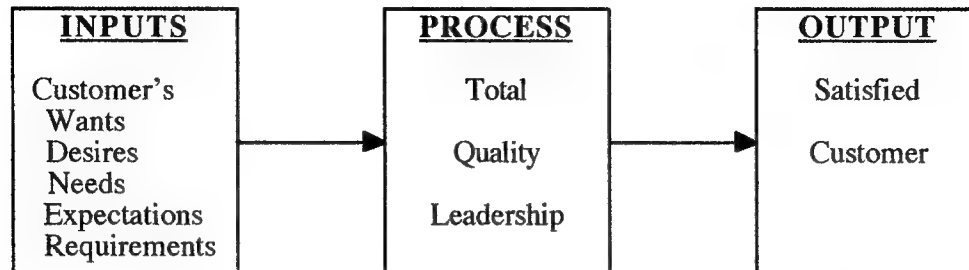 INPUTS
Customer's
Wants
Desires
Needs
Expectations
Requirements
PROCESS
Total
Quality
Leadership
OUTPUT
Satisfied
Customer